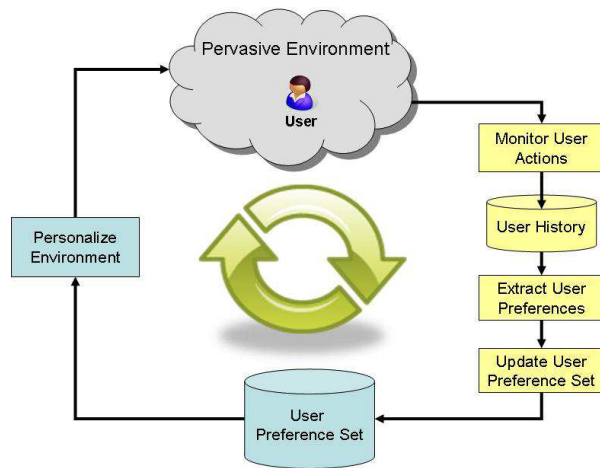 Pervasive Environment
User
Monitor User
Actions
User History
Extract User
Preferences
Update User
Preference Set
User
Preference Set
Personalize
Environment